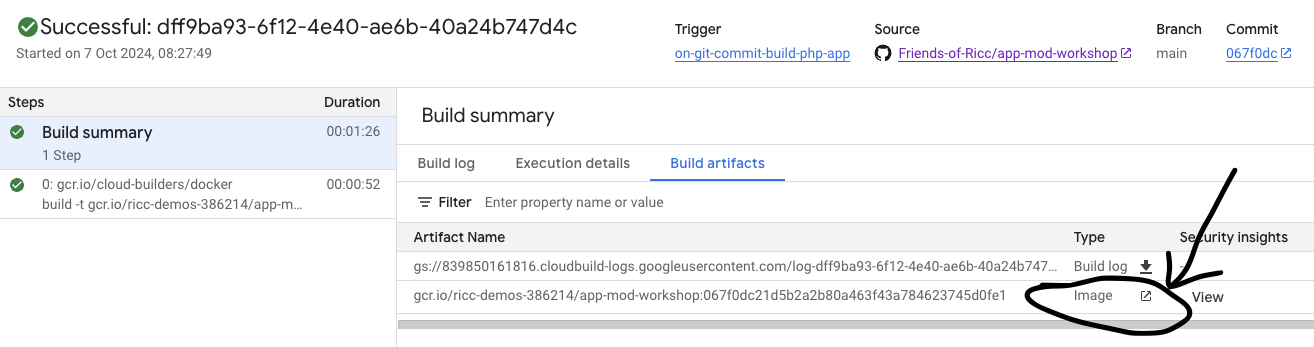 Successful: dff9ba93-6f12-4e40-ae6b-40a24b747d4c
Started on 7 Oct 2024, 08:27:49
Trigger
on-git-commit-build-php-app
Source
Friends-of-Ricc/app-mod-workshop
Branch
main
Commit
067f0dc
Steps Duration
Build summary 00:01:26
1 Step
0: gcr.io/cloud-builders/docker 00:00:52
build -t gcr.io/ricc-demos-386214/app-m...
Build summary
Build log Execution details Build artifacts
Filter Enter property name or value
Artifact Name Type Security insights
gs://839850161816.cloudbuild-logs.googleusercontent.com/log-dff9ba93-6f12-4e40-ae6b-40a24b747... Build log
gcr.io/ricc-demos-386214/app-mod-workshop:067f0dc21d5b2a2b80a463f43a784623745d0fe1 Image View